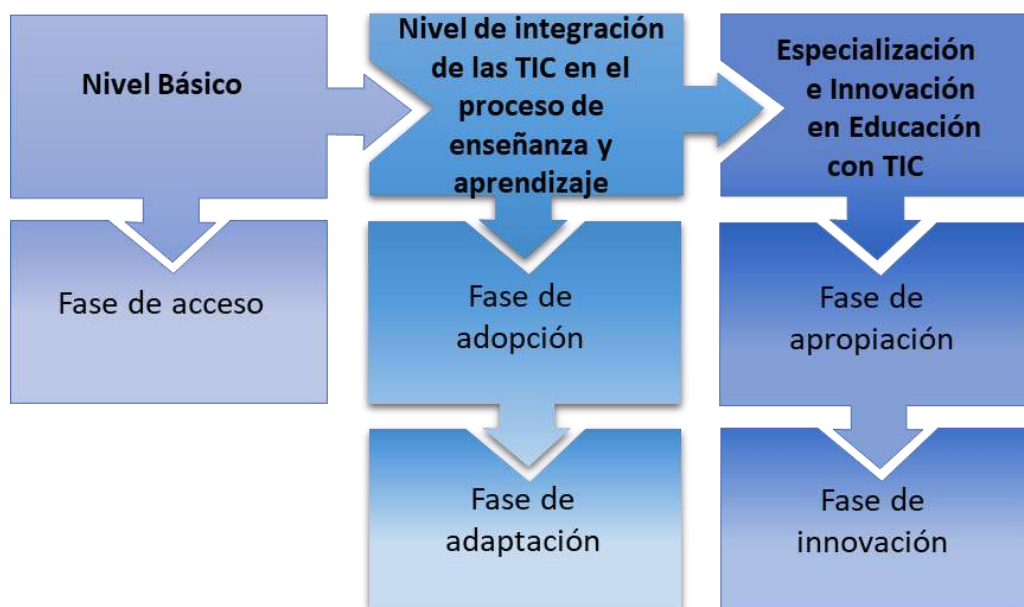 Nivel Básico
Nivel de integración
de las TIC en el
proceso de
enseñanza y
aprendizaje
Especialización
e Innovación
en Educación
con TIC
Fase de acceso
Fase de
adopción
Fase de
apropiación
Fase de
adaptación
Fase de
innovación